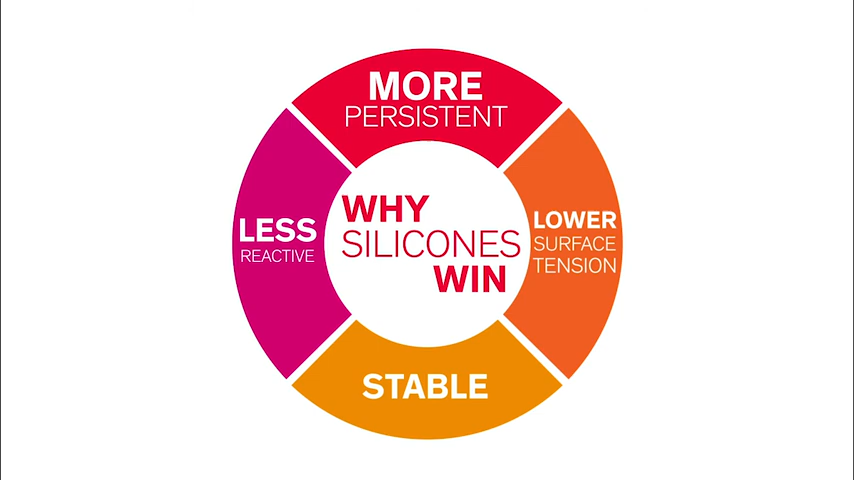 MORE
PERSISTENT
LESS
REACTIVE
WHY
SILICONES
WIN
LOWER
SURFACE
TENSION
STABLE